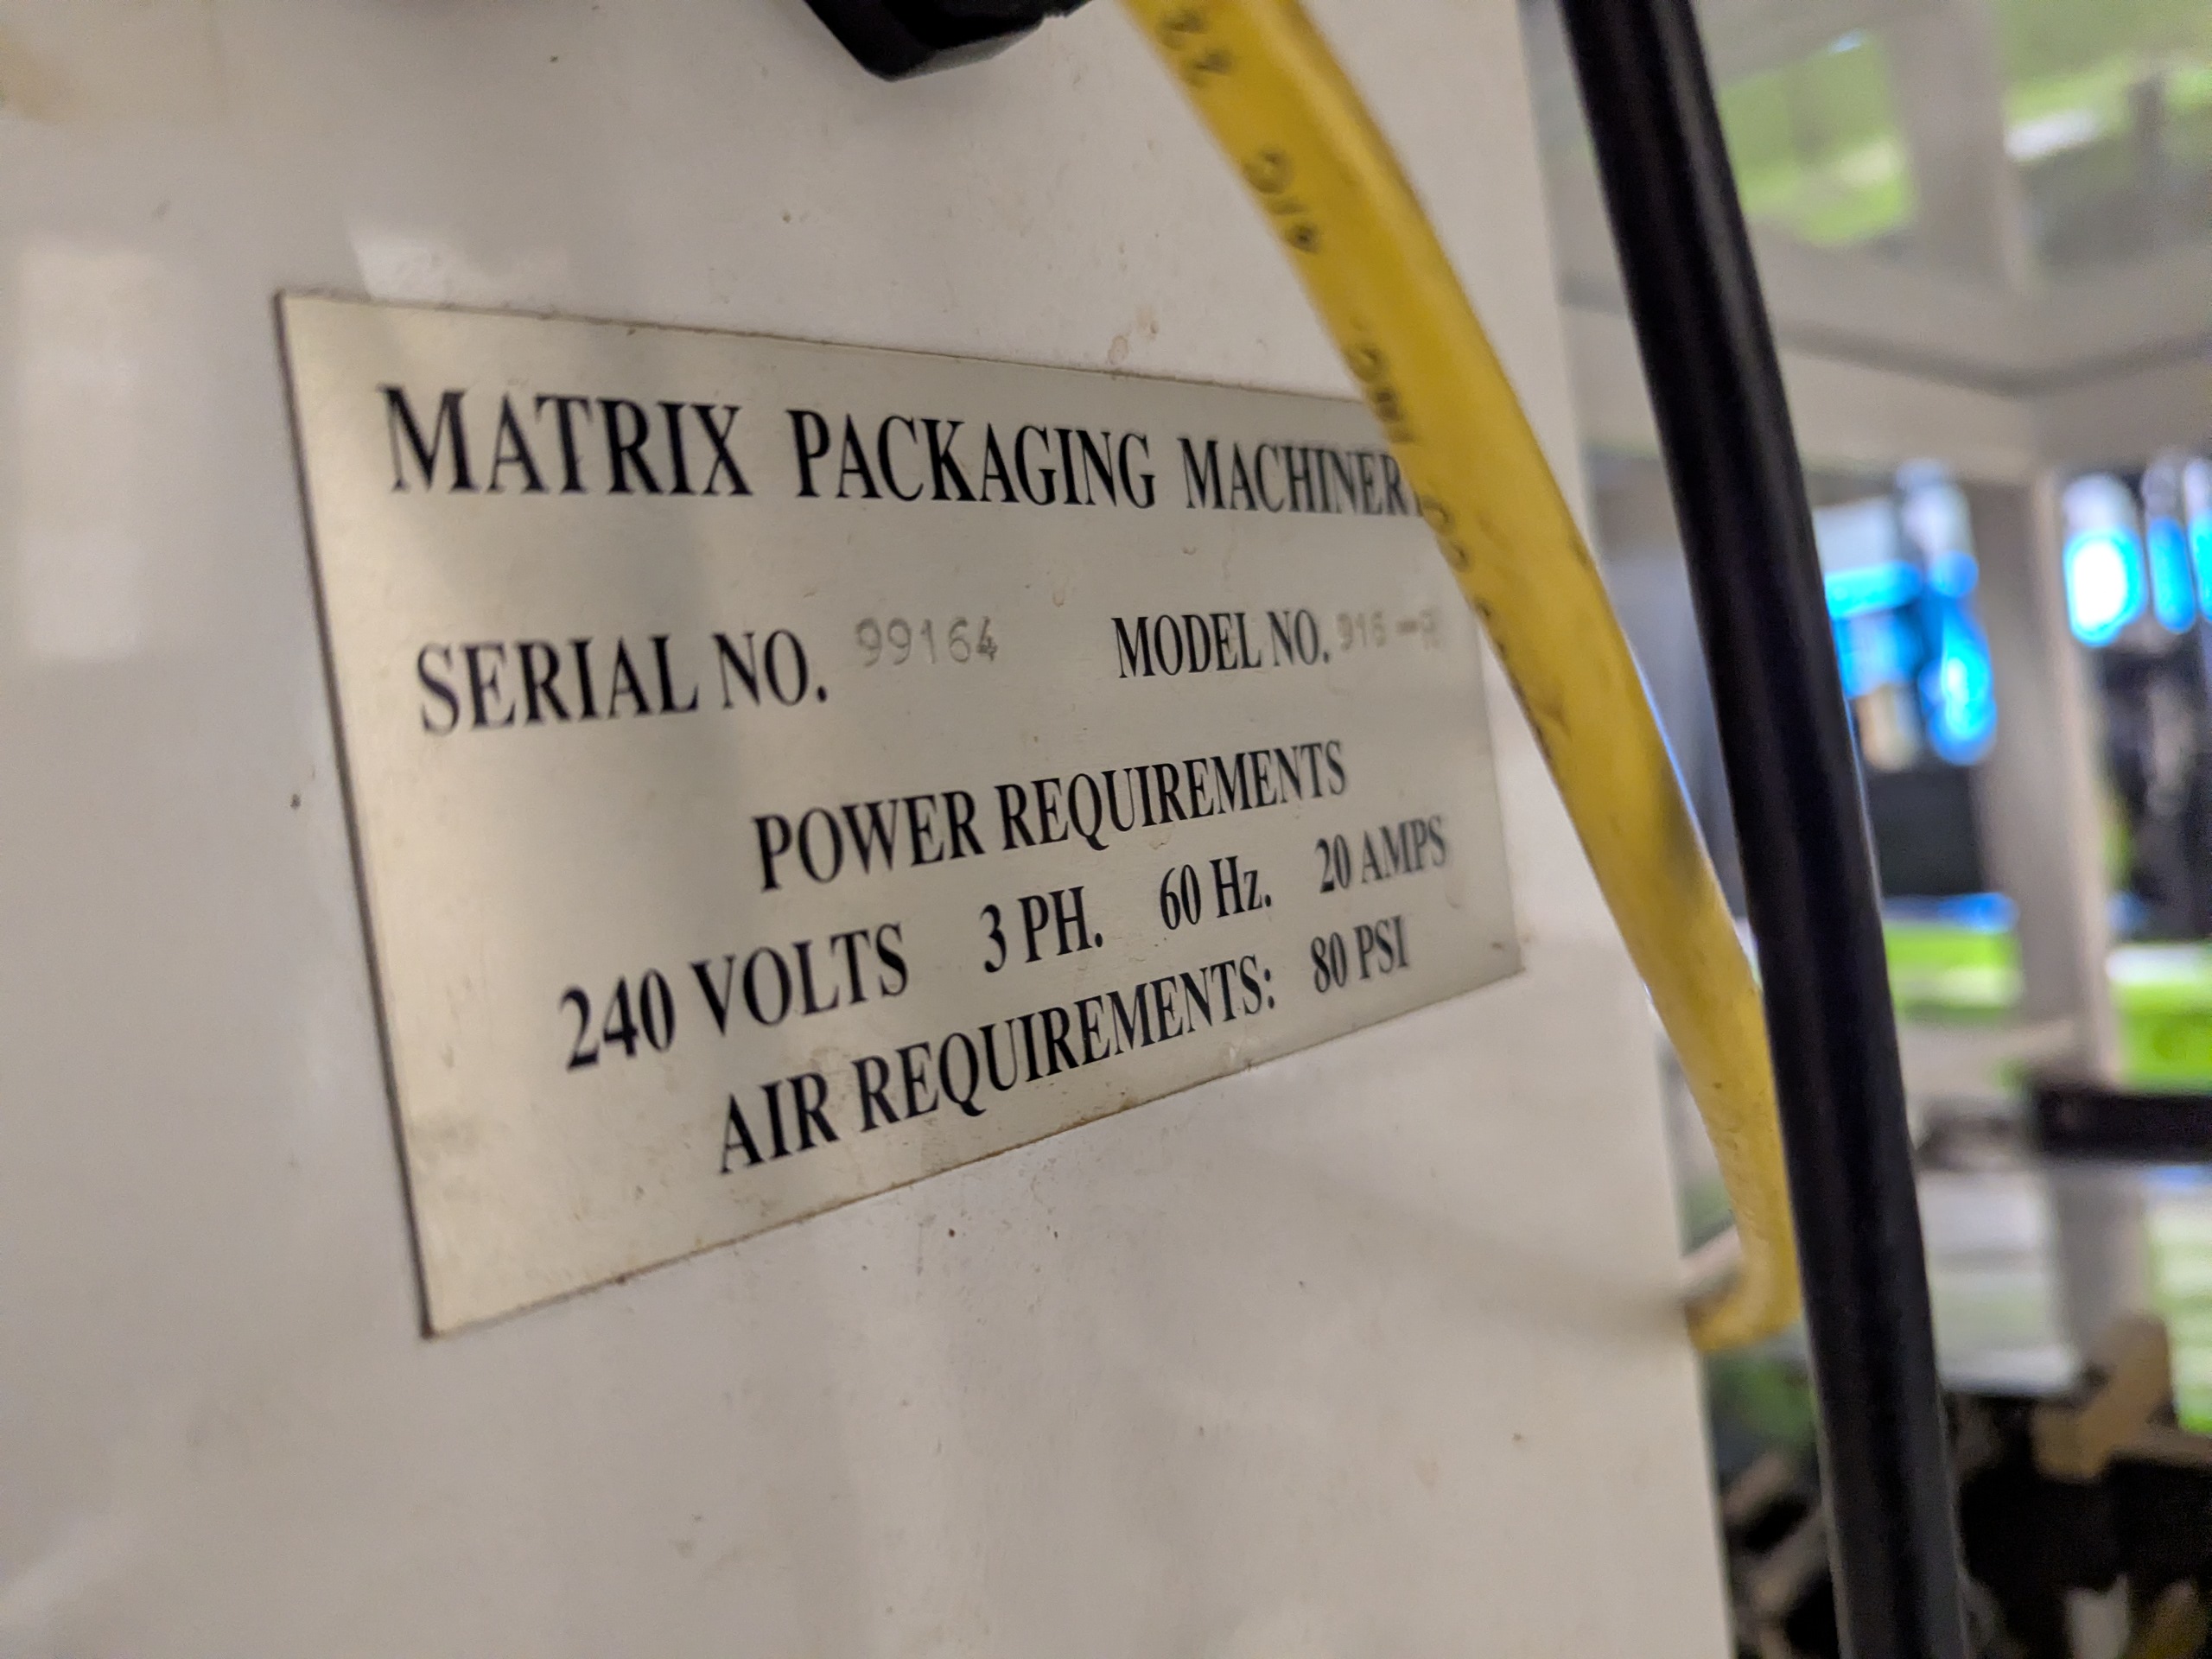 MATRIX PACKAGING MACHINERY
SERIAL NO. 99164 MODEL NO.
POWER REQUIREMENTS
240 VOLTS 3 PH. 60 Hz. 20 AMPS
AIR REQUIREMENTS: 80 PSI